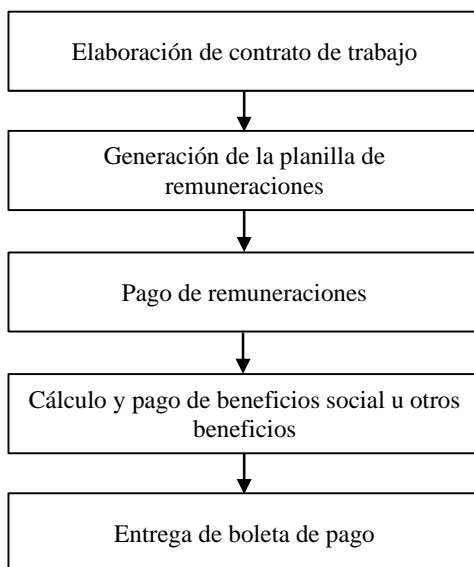 Elaboración de contrato de trabajo
Generación de la planilla de
remuneraciones
Pago de remuneraciones
Cálculo y pago de beneficios social u otros
beneficios
Entrega de boleta de pago